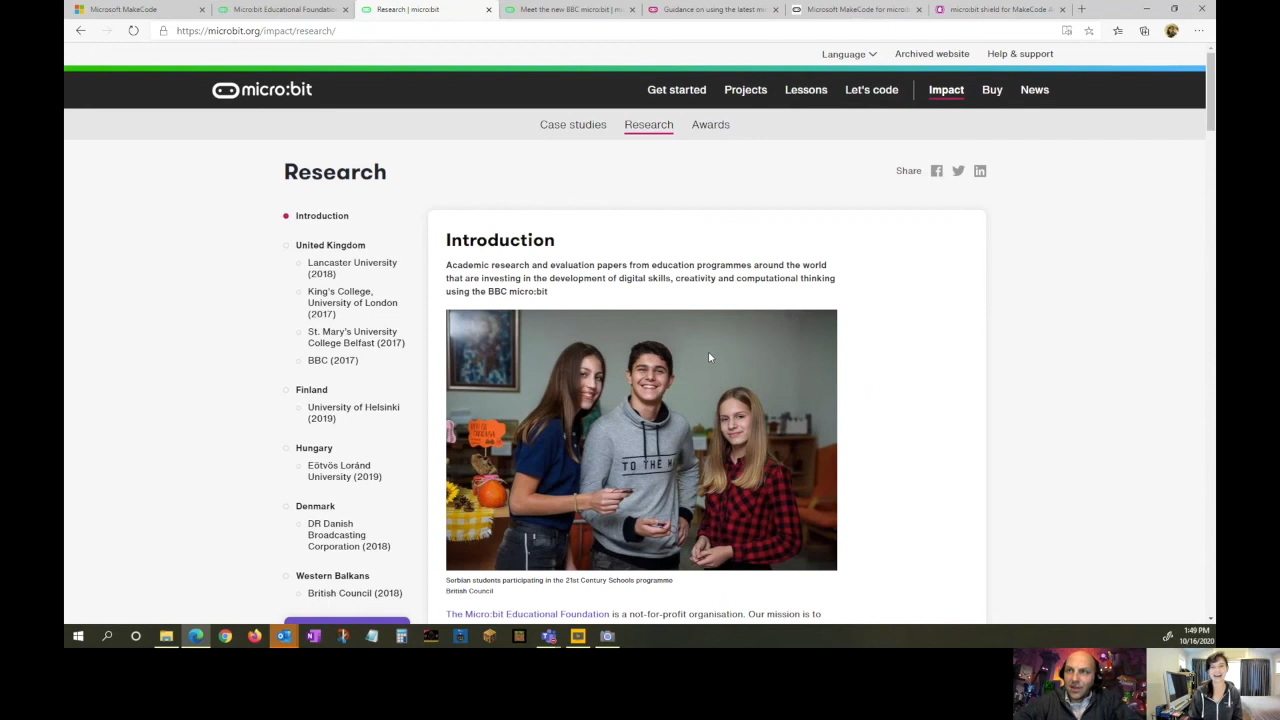 Microsoft MakeCode
Micro:bit Educational Foundation
Research | micro:bit
Meet the new BBC micro:bit | mi
Guidance on using the latest mic
Microsoft MakeCode for micro:b
micro:bit shield for MakeCode A
https://microbit.org/impact/research/
Language
Archived website
Help & support
micro:bit
Get started
Projects
Lessons
Let's code
Impact
Buy
News
Case studies
Research
Awards
Research
Share
Introduction
United Kingdom
Lancaster University
(2018)
King's College,
University of London
(2017)
St. Mary's University
College Belfast (2017)
BBC (2017)
Finland
University of Helsinki
(2019)
Hungary
Eötvös Loránd
University (2019)
Denmark
DR Danish
Broadcasting
Corporation (2018)
Western Balkans
British Council (2018)
Introduction
Academic research and evaluation papers from education programmes around the world
that are investing in the development of digital skills, creativity and computational thinking
using the BBC micro:bit
TO THE
Serbian students participating in the 21st Century Schools programme
British Council
The Micro:bit Educational Foundation is a not-for-profit organisation. Our mission is to
1:49 PM
10/16/2020